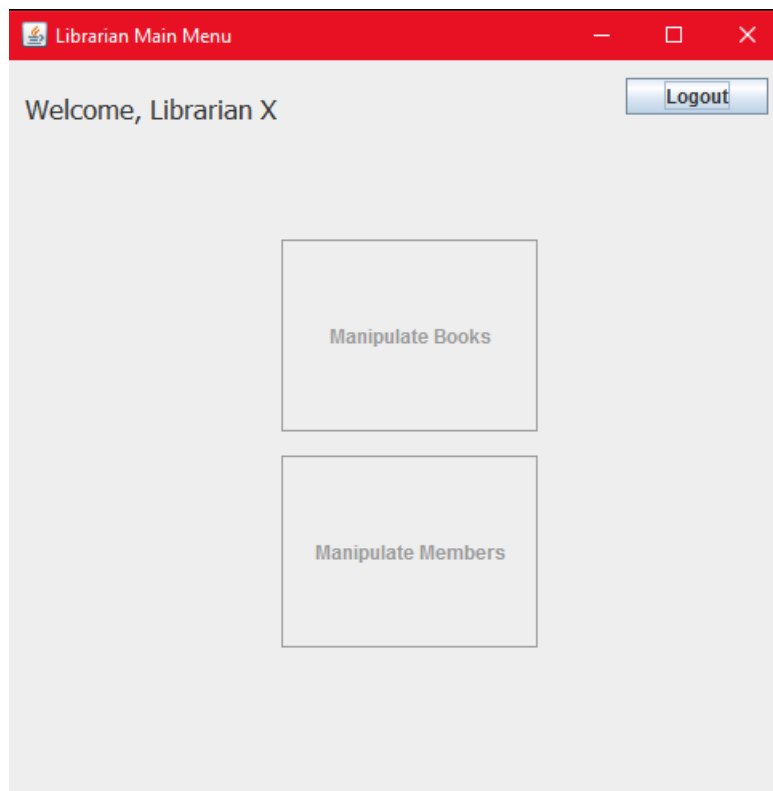 Librarian Main Menu
Welcome, Librarian X
Logout
Manipulate Books
Manipulate Members